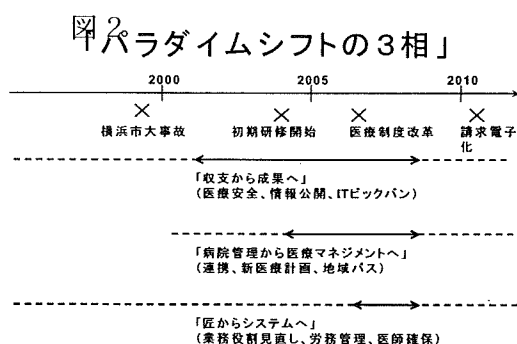 図2
「パラダイムシフトの3相」
2000 2005 2010
横浜市大事故 初期研修開始 医療制度改革 請求電子
化
「収支から成果へ」
(医療安全、情報公開、ITビックバン)
「病院管理から医療マネジメントへ」
(連携、新医療計画、地域パス)
「匠からシステムへ」
(業務役割見直し、労務管理、医師確保)